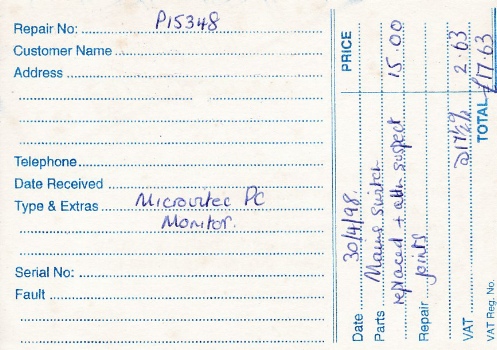 Repair No: P15348
Customer Name
Address
Telephone
Date Received
Type & Extras Microvitec PC
Monitor.
Serial No:
Fault
PRICE
Date 30/4/98.
Parts Mains switch
replaced + other suspect 15.00
Repair joints
VAT @17½% 2.63
TOTAL £17.63
VAT Reg. No.